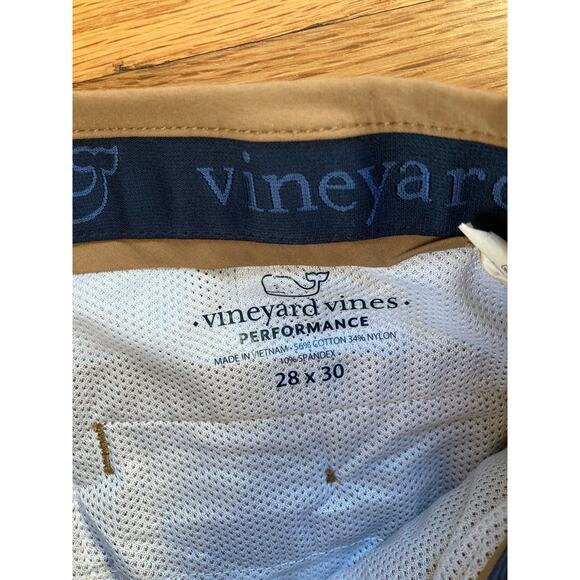 vineyard
· vineyard vines ·
PERFORMANCE
MADE IN VIETNAM • 56% COTTON 34% NYLON
10% SPANDEX
28 x 30